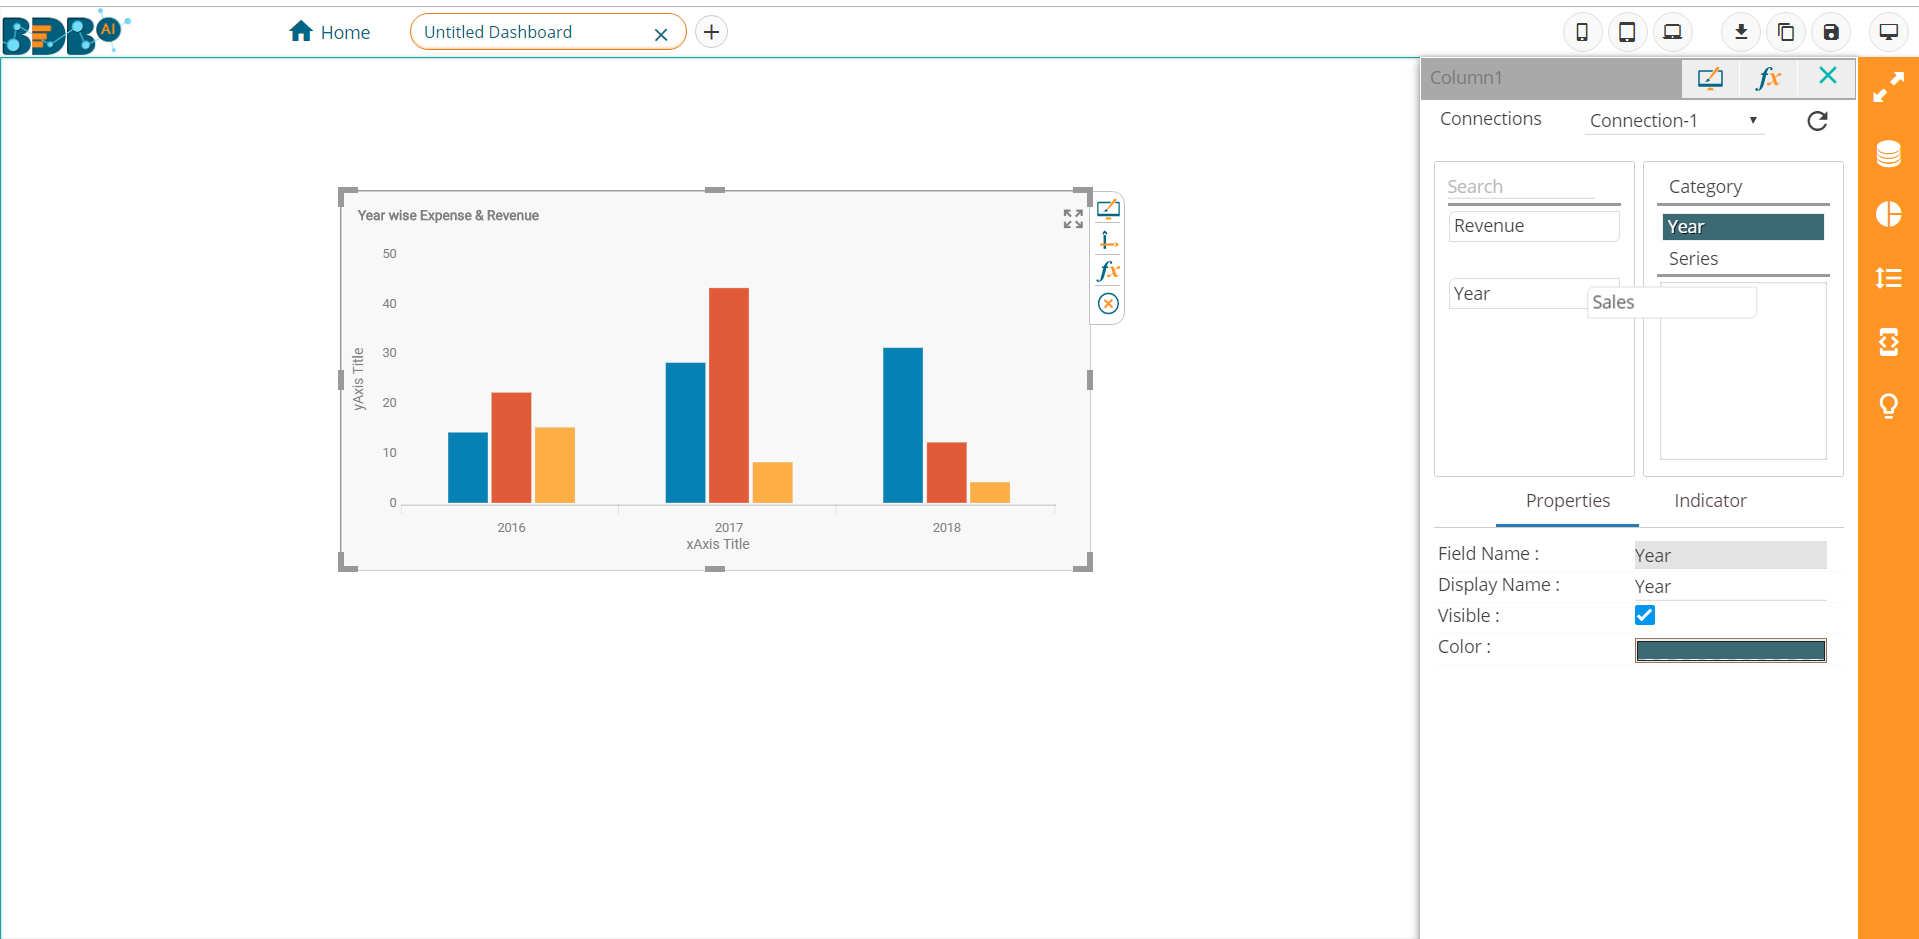 BDB AI
Home
Untitled Dashboard
Column1
fx
Connections
Connection-1
Search
Revenue
Year
Category
Year
Series
Sales
Year wise Expense & Revenue
fx
yAxis Title
50
40
30
20
10
0
2016
2017
2018
xAxis Title
Properties
Indicator
Field Name :
Year
Display Name :
Year
Visible :
Color :